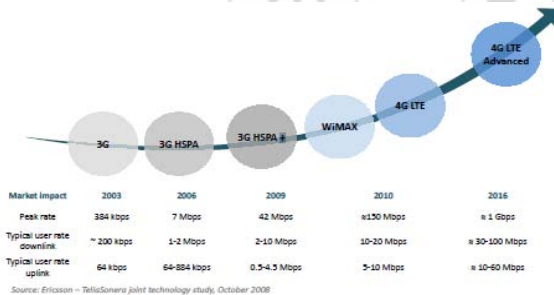 4G LTE
Advanced
4G LTE
WiMAX
3G HSPA +
3G HSPA
3G
Market impact 2003 2006 2009 2010 2016
Peak rate 384 kbps 7 Mbps 42 Mbps ≈150 Mbps ≈ 1 Gbps
Typical user rate
downlink ~ 200 kbps 1-2 Mbps 2-10 Mbps 10-20 Mbps ≈ 30-100 Mbps
Typical user rate
uplink 64 kbps 64-884 kbps 0.5-4.5 Mbps 5-10 Mbps ≈ 10-60 Mbps
Source: Ericsson – TeliaSonera joint technology study, October 2008